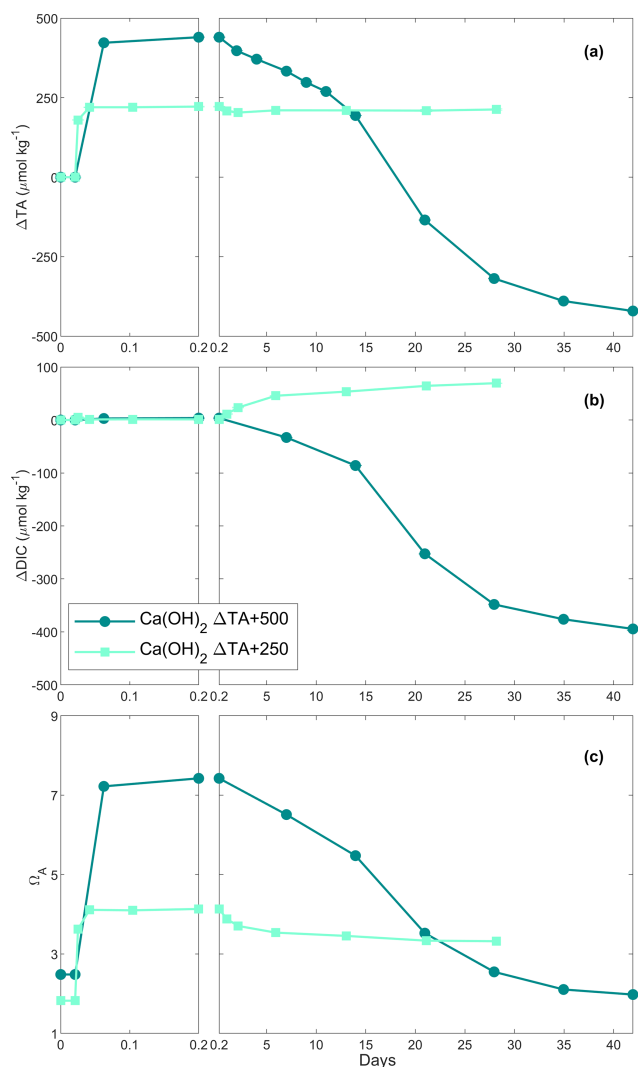 500
250
0
-250
-500
ΔTA (μmol kg⁻¹)
(a)
0 0.1 0.2 0.2 5 10 15 20 25 30 35 40
100
0
-100
-200
-300
-400
-500
ΔDIC (μmol kg⁻¹)
(b)
Ca(OH)₂ ΔTA+500
Ca(OH)₂ ΔTA+250
0 0.1 0.2 0.2 5 10 15 20 25 30 35 40
9
7
5
3
1
Ω_A
(c)
0 0.1 0.2 0.2 5 10 15 20 25 30 35 40
Days